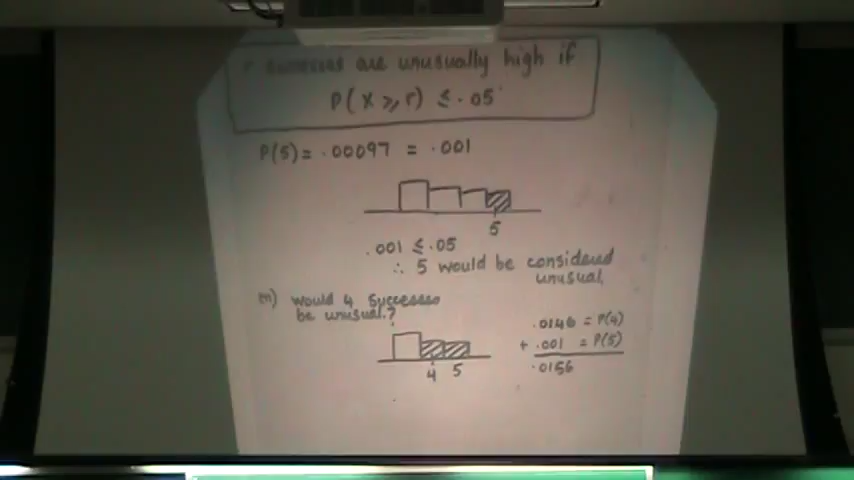 r successes are unusually high if
P(X ⩾ r) ≤ .05
P(5) = .00097 = .001
5
.001 ≤ .05
∴ 5 would be considered
unusual.
m) would 4 successes
be unusual?
.0146 = P(4)
+ .001 = P(5)
.0156
4 5